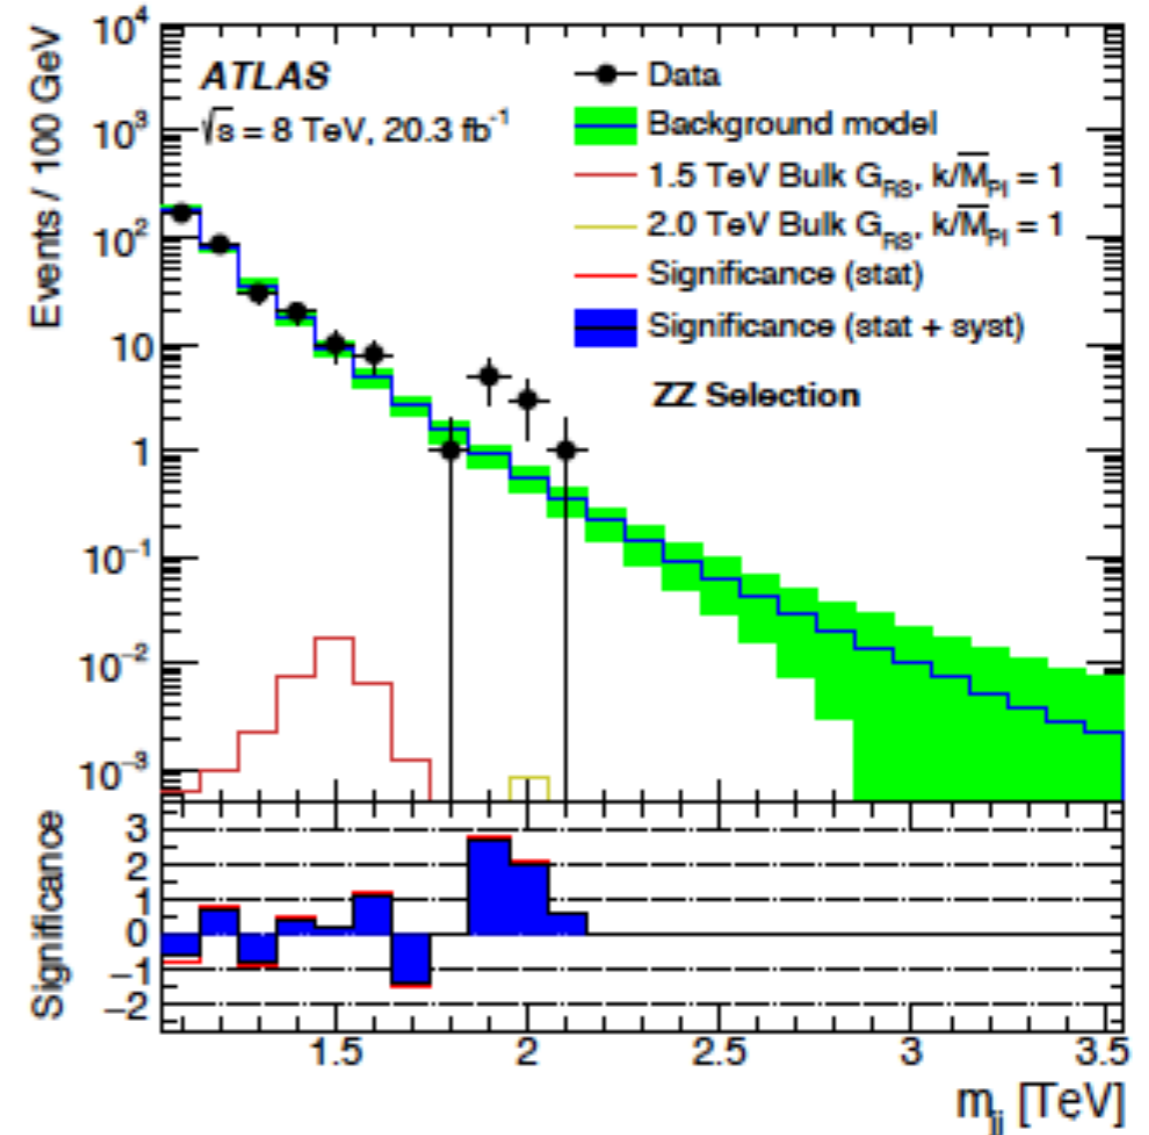 10⁴
10³
10²
10
1
10⁻¹
10⁻²
10⁻³
Events / 100 GeV
ATLAS
√s = 8 TeV, 20.3 fb⁻¹
Data
Background model
1.5 TeV Bulk G_RS, k/M̅_Pl = 1
2.0 TeV Bulk G_RS, k/M̅_Pl = 1
Significance (stat)
Significance (stat + syst)
ZZ Selection
Significance
3
2
1
0
−1
−2
1.5 2 2.5 3 3.5
m_jj [TeV]